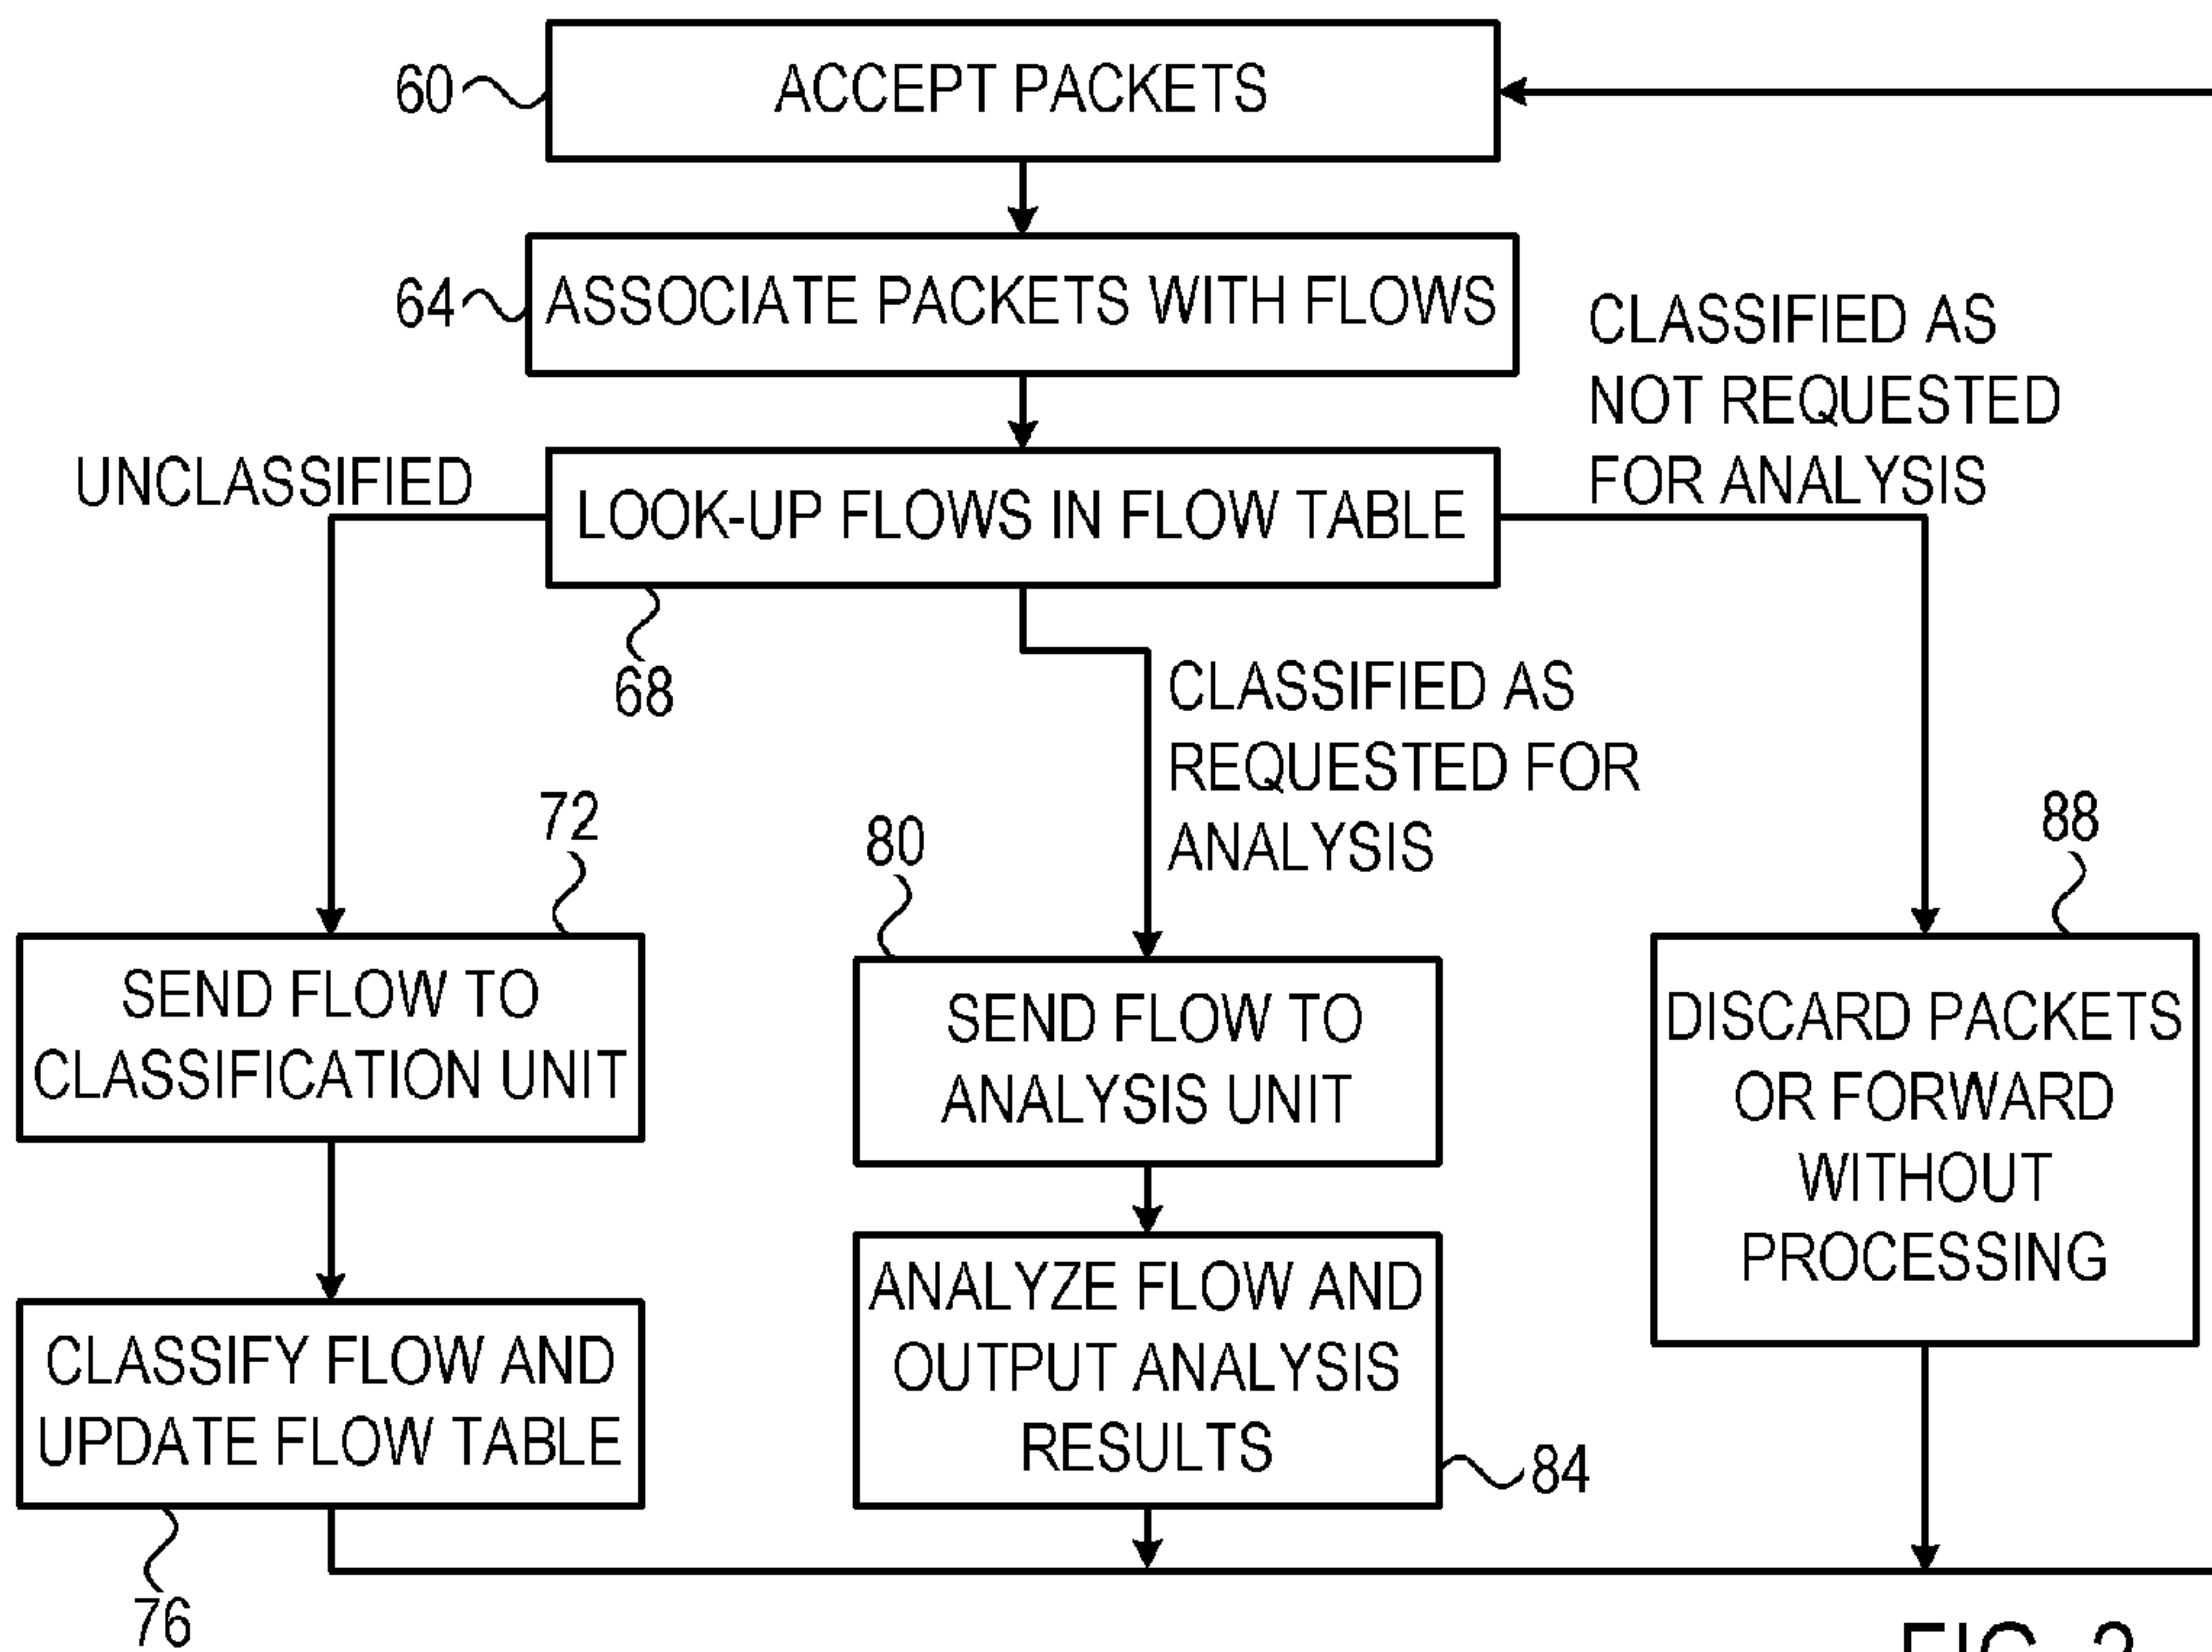 60
ACCEPT PACKETS
64
ASSOCIATE PACKETS WITH FLOWS
CLASSIFIED AS
NOT REQUESTED
FOR ANALYSIS
UNCLASSIFIED
LOOK-UP FLOWS IN FLOW TABLE
68
CLASSIFIED AS
REQUESTED FOR
ANALYSIS
72
80
88
SEND FLOW TO
CLASSIFICATION UNIT
SEND FLOW TO
ANALYSIS UNIT
DISCARD PACKETS
OR FORWARD
WITHOUT
PROCESSING
CLASSIFY FLOW AND
UPDATE FLOW TABLE
ANALYZE FLOW AND
OUTPUT ANALYSIS
RESULTS
84
76